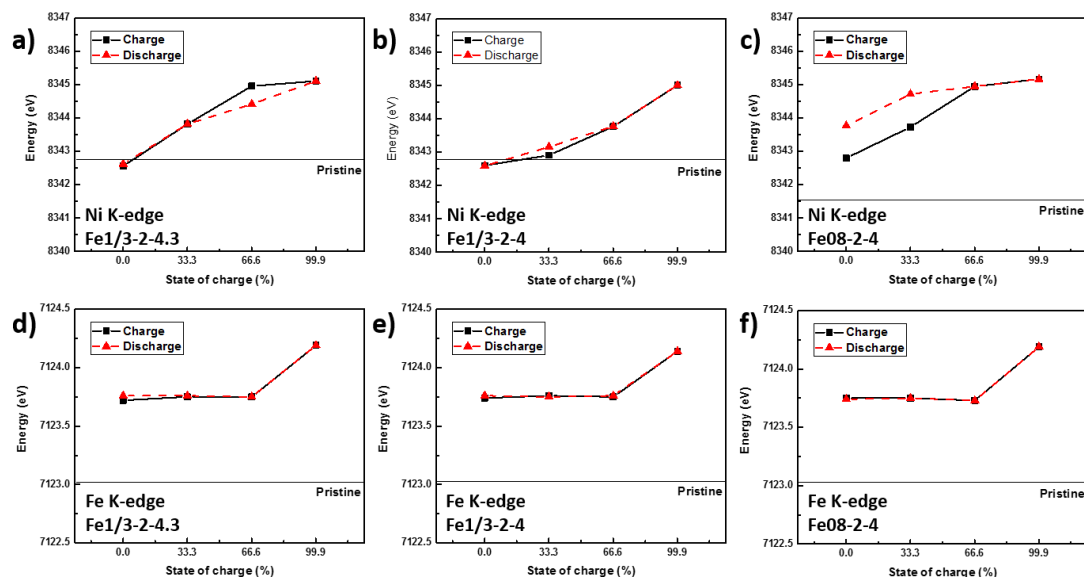 a)
8347
8346
8345
8344
8343
8342
8341
8340
Energy (eV)
Charge
Discharge
Pristine
Ni K-edge
Fe1/3-2-4.3
0.0 33.3 66.6 99.9
State of charge (%)
b)
8347
8346
8345
8344
8343
8342
8341
8340
Energy (eV)
Charge
Discharge
Pristine
Ni K-edge
Fe1/3-2-4
0.0 33.3 66.6 99.9
State of charge (%)
c)
8347
8346
8345
8344
8343
8342
8341
8340
Energy (eV)
Charge
Discharge
Pristine
Ni K-edge
Fe08-2-4
0.0 33.3 66.6 99.9
State of charge (%)
d)
7124.5
7124.0
7123.5
7123.0
7122.5
Energy (eV)
Charge
Discharge
Pristine
Fe K-edge
Fe1/3-2-4.3
0.0 33.3 66.6 99.9
State of charge (%)
e)
7124.5
7124.0
7123.5
7123.0
7122.5
Energy (eV)
Charge
Discharge
Pristine
Fe K-edge
Fe1/3-2-4
0.0 33.3 66.6 99.9
State of charge (%)
f)
7124.5
7124.0
7123.5
7123.0
7122.5
Energy (eV)
Charge
Discharge
Pristine
Fe K-edge
Fe08-2-4
0.0 33.3 66.6 99.9
State of charge (%)